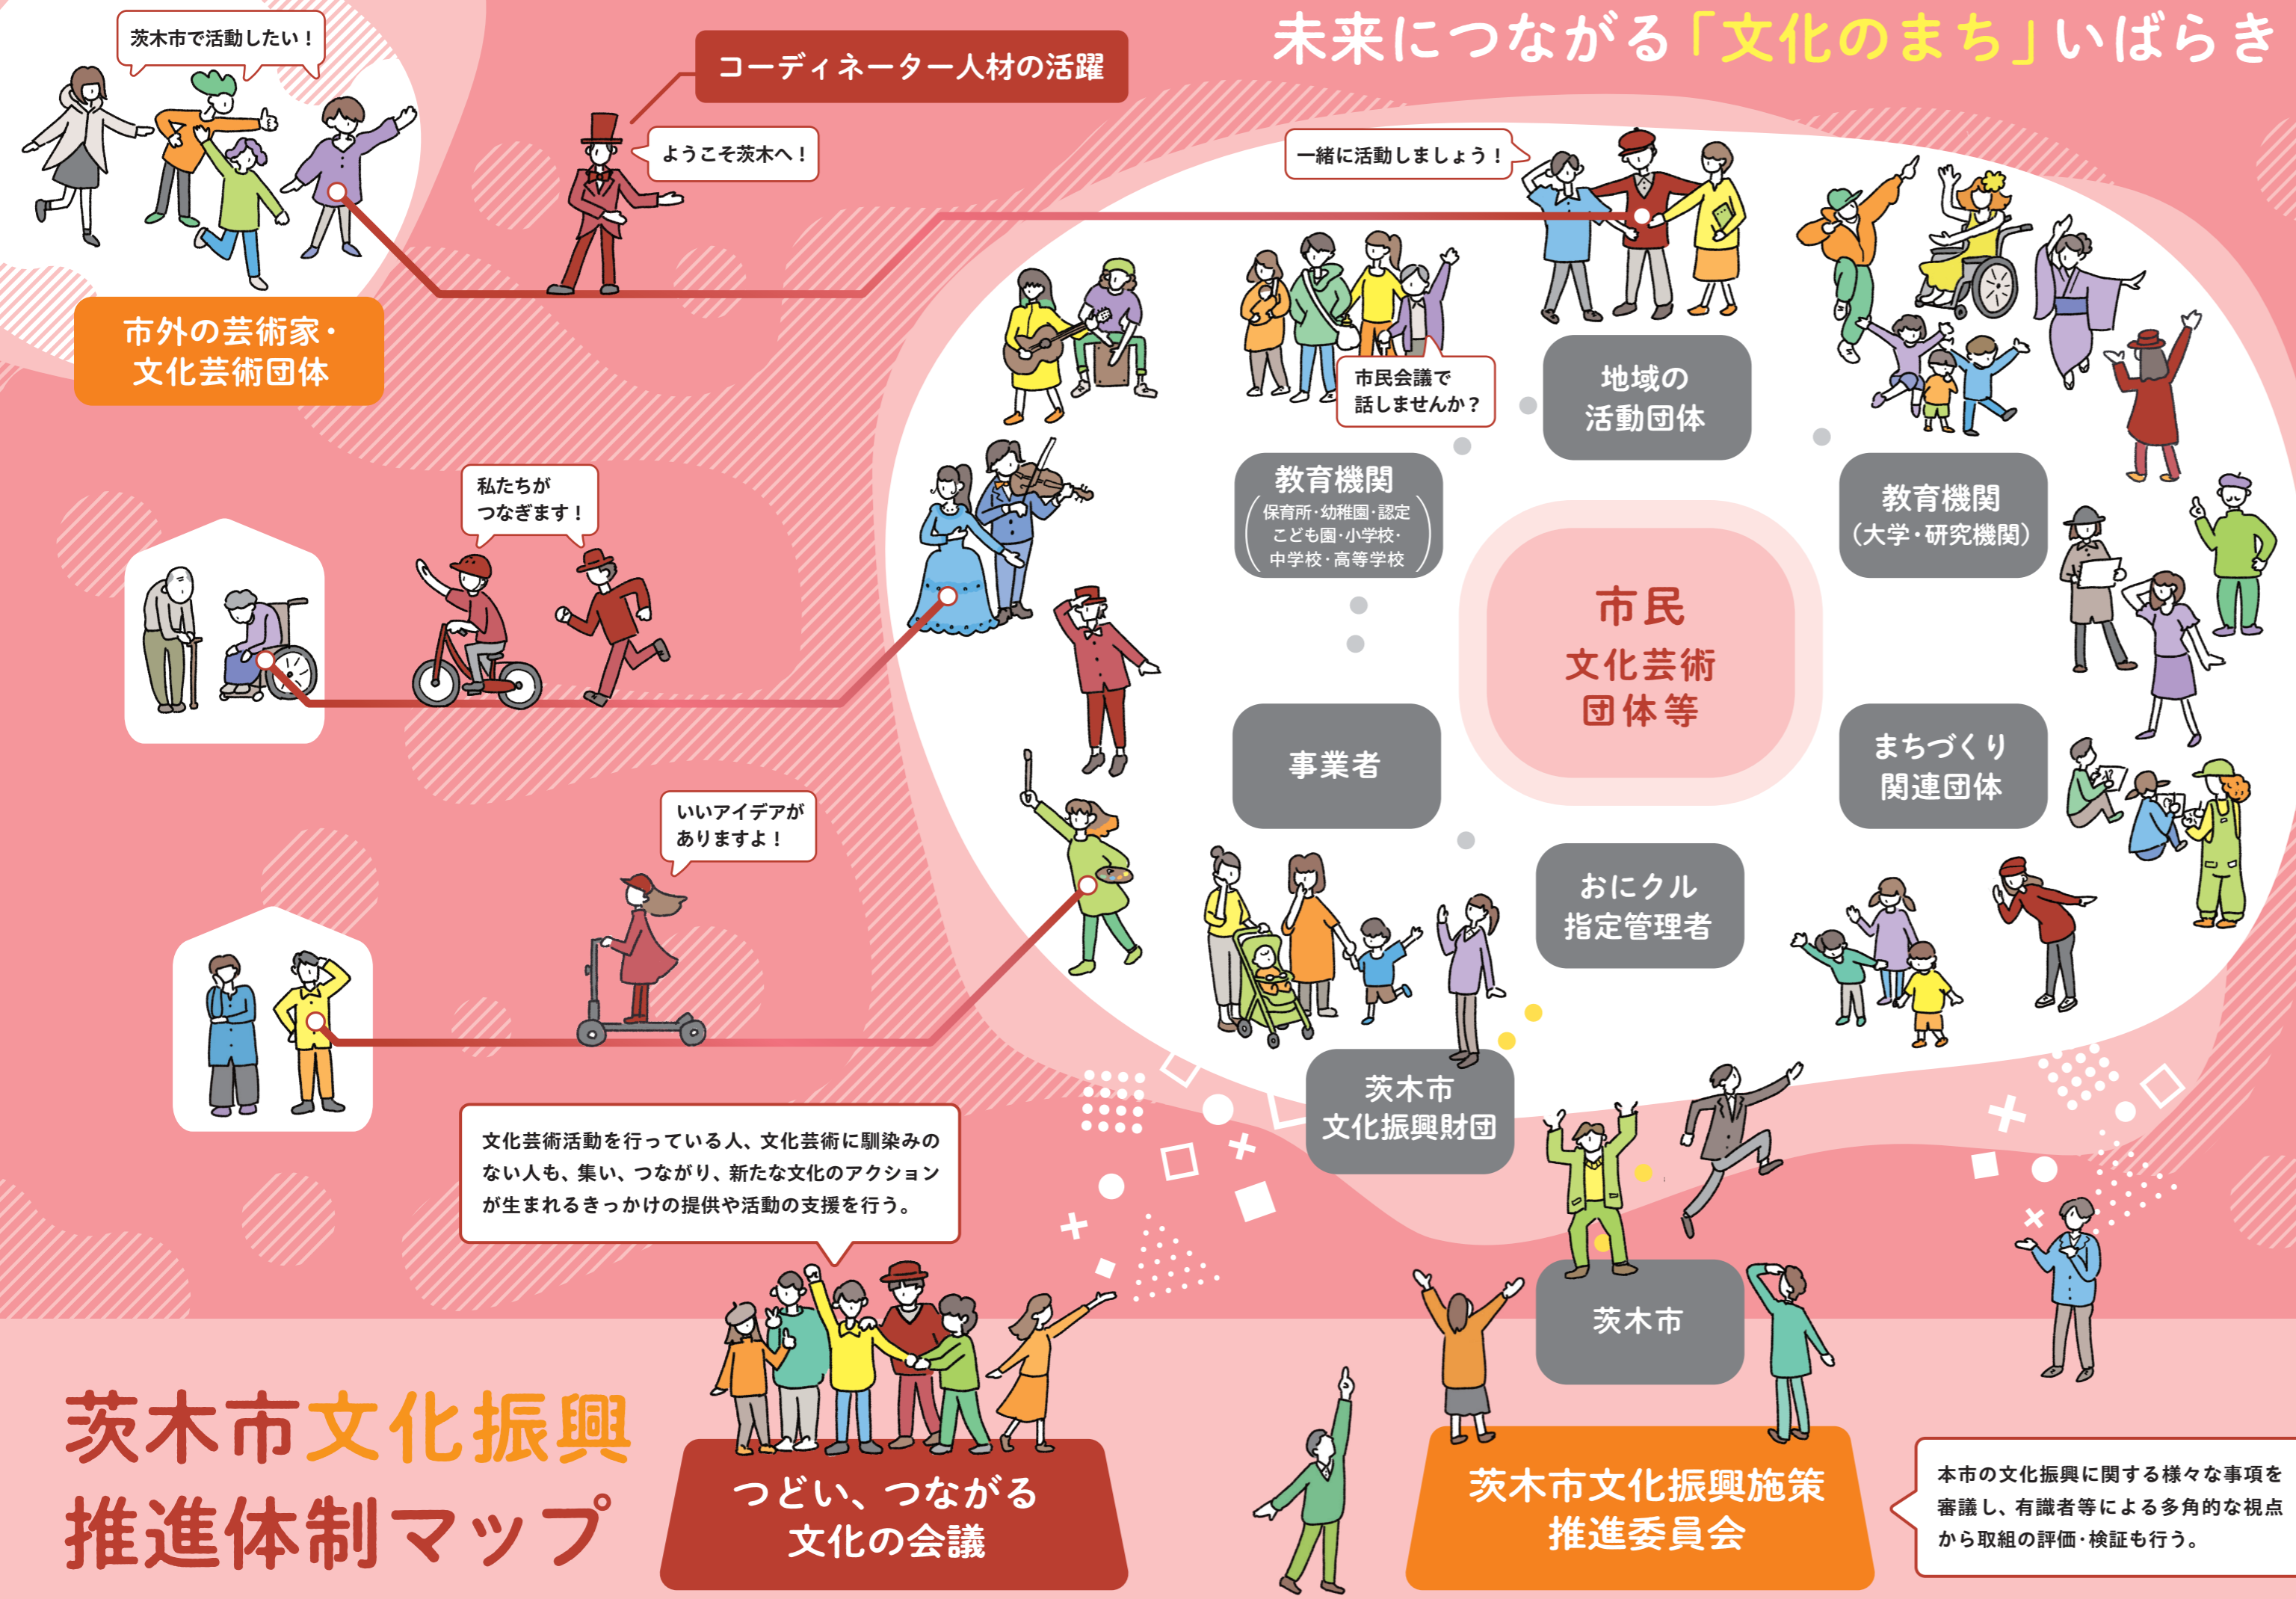 未来につながる「文化のまち」いばらき
茨木市で活動したい！
コーディネーター人材の活躍
ようこそ茨木へ！
一緒に活動しましょう！
市外の芸術家・
文化芸術団体
市民会議で
話しませんか？
地域の
活動団体
教育機関
保育所・幼稚園・認定
こども園・小学校・
中学校・高等学校
教育機関
（大学・研究機関）
私たちが
つなぎます！
市民
文化芸術
団体等
事業者
まちづくり
関連団体
いいアイデアが
ありますよ！
おにクル
指定管理者
茨木市
文化振興財団
文化芸術活動を行っている人、文化芸術に馴染みの
ない人も、集い、つながり、新たな文化のアクション
が生まれるきっかけの提供や活動の支援を行う。
茨木市
茨木市文化振興
推進体制マップ
つどい、つながる
文化の会議
茨木市文化振興施策
推進委員会
本市の文化振興に関する様々な事項を
審議し、有識者等による多角的な視点
から取組の評価・検証も行う。